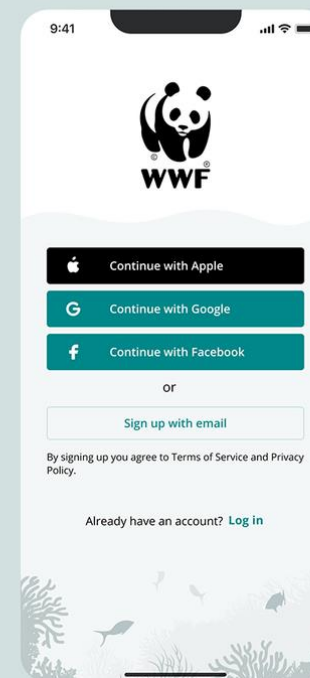 9:41
©
®
WWF
Continue with Apple
G Continue with Google
f Continue with Facebook
or
Sign up with email
By signing up you agree to Terms of Service and Privacy
Policy.
Already have an account? Log in